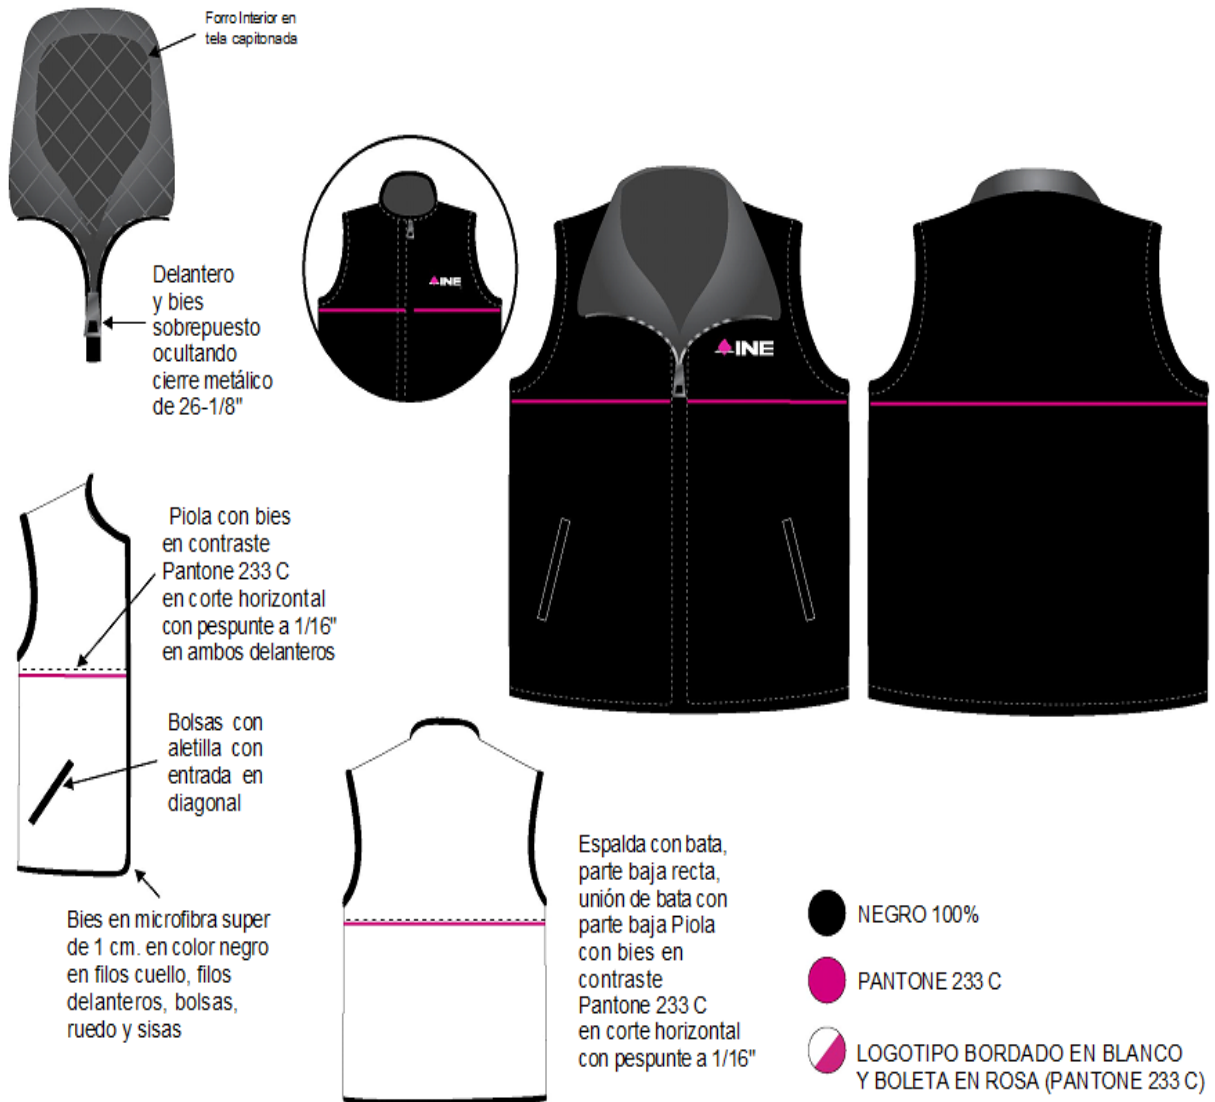 Forro Interior en
tela capitonada
Delantero
y bies
sobrepuesto
ocultando
cierre metálico
de 26-1/8"
INE
INE
Piola con bies
en contraste
Pantone 233 C
en corte horizontal
con pespunte a 1/16"
en ambos delanteros
Bolsas con
aletilla con
entrada en
diagonal
Bies en microfibra super
de 1 cm. en color negro
en filos cuello, filos
delanteros, bolsas,
ruedo y sisas
Espalda con bata,
parte baja recta,
unión de bata con
parte baja Piola
con bies en
contraste
Pantone 233 C
en corte horizontal
con pespunte a 1/16"
NEGRO 100%
PANTONE 233 C
LOGOTIPO BORDADO EN BLANCO
Y BOLETA EN ROSA (PANTONE 233 C)